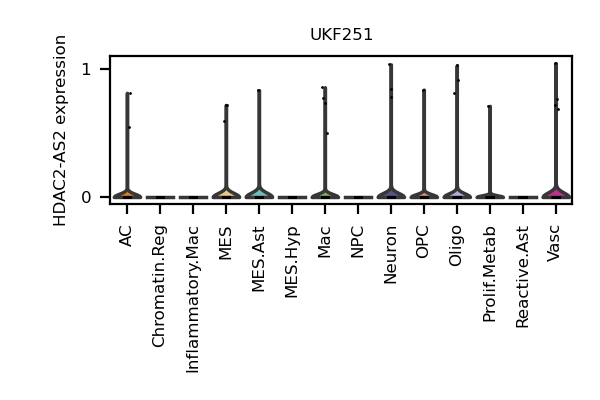 UKF251
HDAC2-AS2 expression
1
0
AC
Chromatin.Reg
Inflammatory.Mac
MES
MES.Ast
MES.Hyp
Mac
NPC
Neuron
OPC
Oligo
Prolif.Metab
Reactive.Ast
Vasc